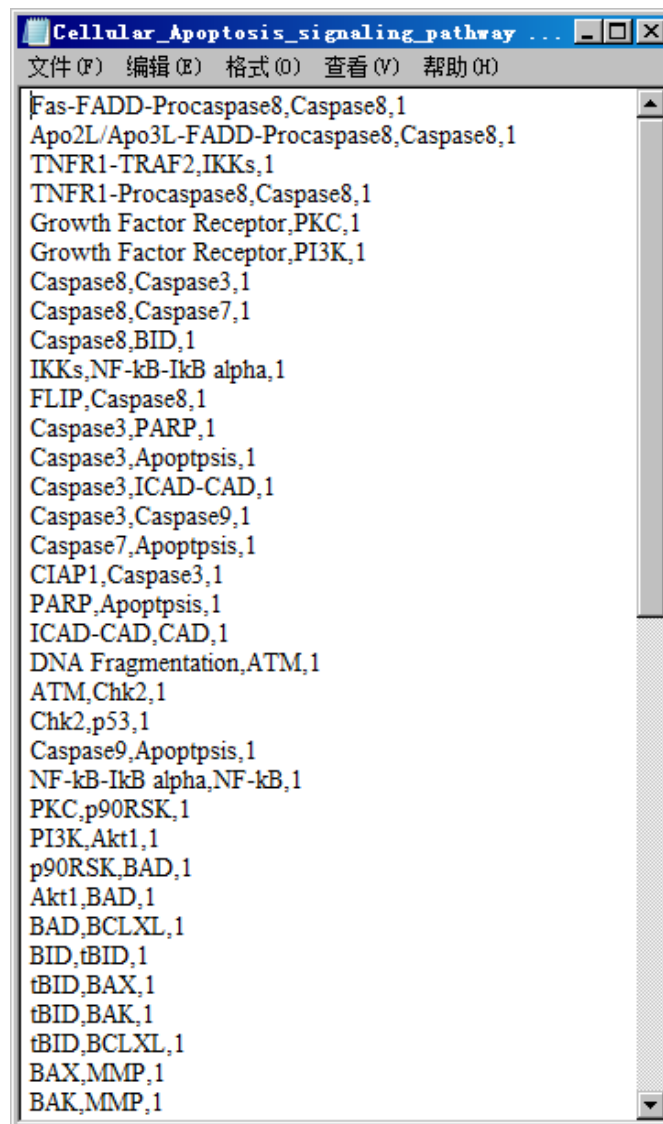 Cellular_Apoptosis_signaling_pathway ...
文件(F) 编辑(E) 格式(O) 查看(V) 帮助(H)
Fas-FADD-Procaspase8,Caspase8,1
Apo2L/Apo3L-FADD-Procaspase8,Caspase8,1
TNFR1-TRAF2,IKKs,1
TNFR1-Procaspase8,Caspase8,1
Growth Factor Receptor,PKC,1
Growth Factor Receptor,PI3K,1
Caspase8,Caspase3,1
Caspase8,Caspase7,1
Caspase8,BID,1
IKKs,NF-kB-IkB alpha,1
FLIP,Caspase8,1
Caspase3,PARP,1
Caspase3,Apoptpsis,1
Caspase3,ICAD-CAD,1
Caspase3,Caspase9,1
Caspase7,Apoptpsis,1
CIAP1,Caspase3,1
PARP,Apoptpsis,1
ICAD-CAD,CAD,1
DNA Fragmentation,ATM,1
ATM,Chk2,1
Chk2,p53,1
Caspase9,Apoptpsis,1
NF-kB-IkB alpha,NF-kB,1
PKC,p90RSK,1
PI3K,Akt1,1
p90RSK,BAD,1
Akt1,BAD,1
BAD,BCLXL,1
BID,tBID,1
tBID,BAX,1
tBID,BAK,1
tBID,BCLXL,1
BAX,MMP,1
BAK,MMP,1